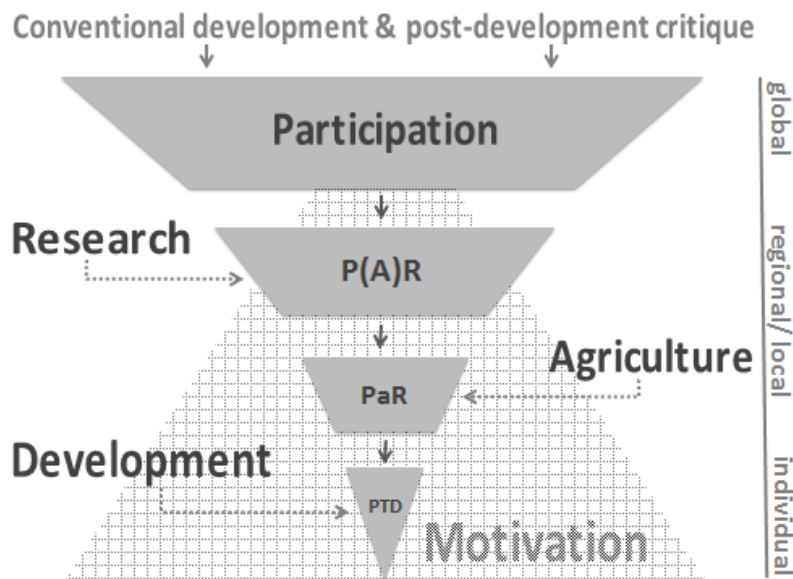 Conventional development & post-development critique
Participation
global
Research
P(A)R
regional/ local
Agriculture
PaR
Development
PTD
Motivation
individual